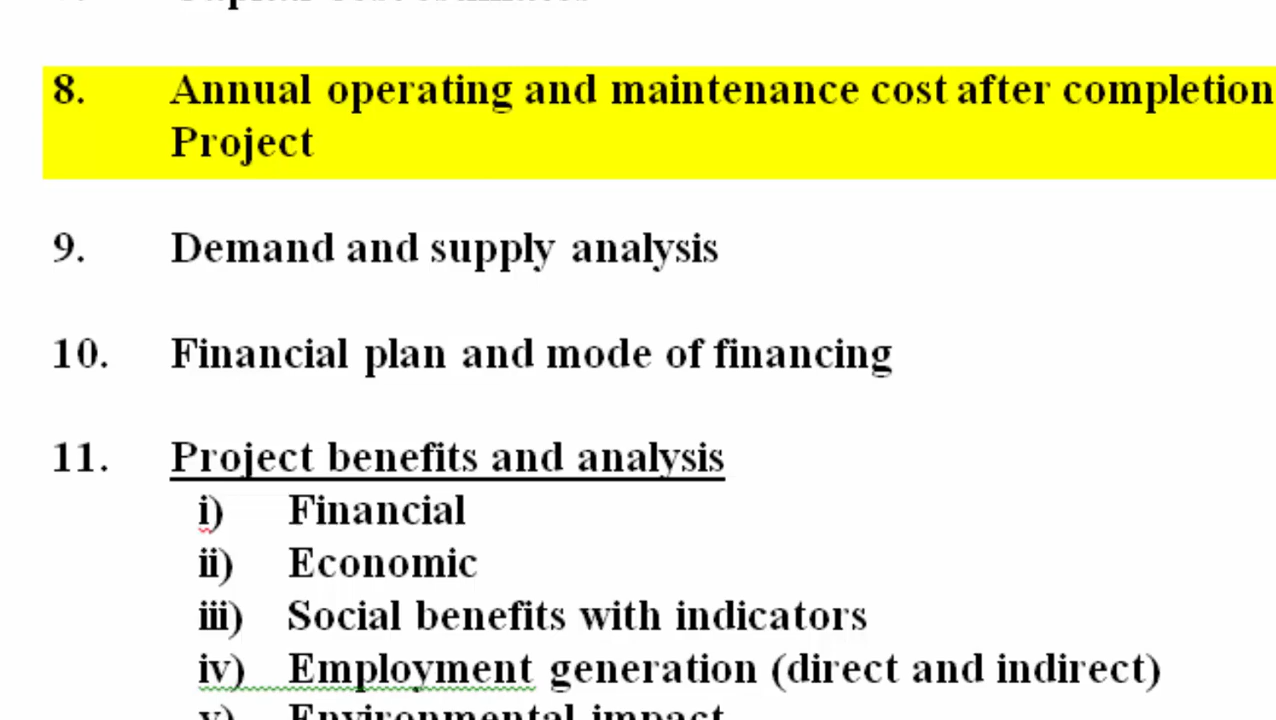 8. Annual operating and maintenance cost after completion
Project
9. Demand and supply analysis
10. Financial plan and mode of financing
11. Project benefits and analysis
i) Financial
ii) Economic
iii) Social benefits with indicators
iv) Employment generation (direct and indirect)
v) Environmental impact